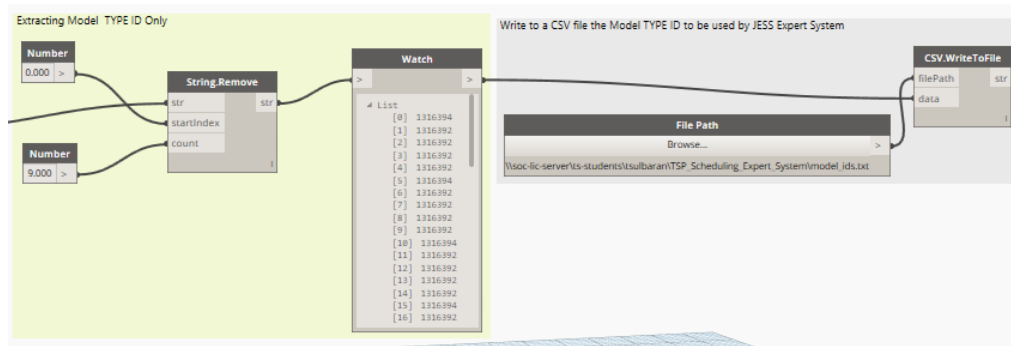 Extracting Model TYPE ID Only
Number
0.000 >
Number
9.000 >
String.Remove
str
startIndex
count
str
Watch
>
>
List
[0] 1316394
[1] 1316392
[2] 1316392
[3] 1316392
[4] 1316392
[5] 1316394
[6] 1316392
[7] 1316392
[8] 1316392
[9] 1316392
[10] 1316394
[11] 1316392
[12] 1316392
[13] 1316392
[14] 1316392
[15] 1316394
[16] 1316392
Write to a CSV file the Model TYPE ID to be used by JESS Expert System
File Path
Browse... >
\\soc-lic-server\ts-students\tsulbaran\TSP_Scheduling_Expert_System\model_ids.txt
CSV.WriteToFile
filePath
data
str